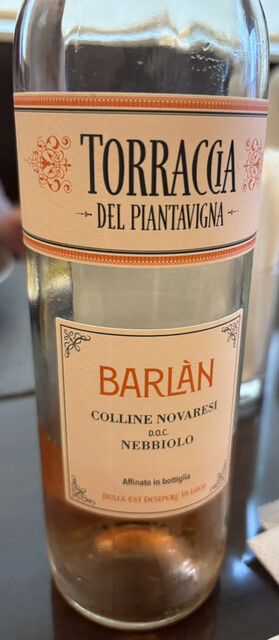 TORRACCIA
DEL PIANTAVIGNA
BARLÀN
COLLINE NOVARESI
D.O.C.
NEBBIOLO
Affinato in bottiglia
DULCE EST DESIPERE IN LOCO